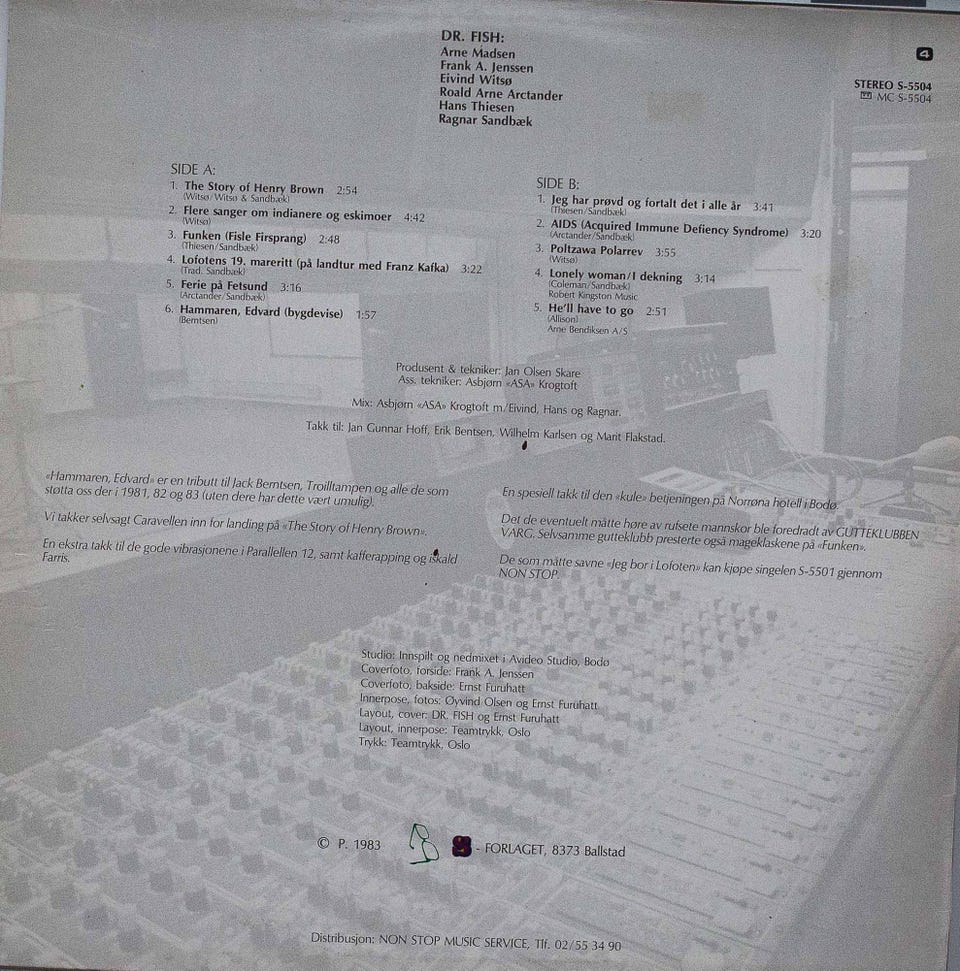 DR. FISH:
Arne Madsen
Frank A. Jenssen
Eivind Witsø
Roald Arne Arctander
Hans Thiesen
Ragnar Sandbæk
4
STEREO S-5504
MC S-5504
SIDE A:
1. The Story of Henry Brown 2:54
(Witsø/Witsø & Sandbæk)
2. Flere sanger om indianere og eskimoer 4:42
(Witsø)
3. Funken (Fisle Firsprang) 2:48
(Thiesen/Sandbæk)
4. Lofotens 19. mareritt (på landtur med Franz Kafka) 3:22
(Trad. Sandbæk)
5. Ferie på Fetsund 3:16
(Arctander/Sandbæk)
6. Hammaren, Edvard (bygdevise) 1:57
(Berntsen)
SIDE B:
1. Jeg har prøvd og fortalt det i alle år 3:41
(Thiesen/Sandbæk)
2. AIDS (Acquired Immune Defiency Syndrome) 3:20
(Arctander/Sandbæk)
3. Poltzawa Polarrev 3:55
(Witsø)
4. Lonely woman/I dekning 3:14
(Coleman/Sandbæk)
Robert Kingston Music
5. He'll have to go 2:51
(Allison)
Arne Bendiksen A/S
Produsent & tekniker: Jan Olsen Skare
Ass. tekniker: Asbjørn «ASA» Krogtoft
Mix: Asbjørn «ASA» Krogtoft m/Eivind, Hans og Ragnar.
Takk til: Jan Gunnar Hoff, Erik Bentsen, Wilhelm Karlsen og Marit Flakstad.
«Hammaren, Edvard» er en tributt til Jack Berntsen, Troilltampen og alle de som
støtta oss der i 1981, 82 og 83 (uten dere har dette vært umulig).
Vi takker selvsagt Caravellen inn for landing på «The Story of Henry Brown».
En ekstra takk til de gode vibrasjonene i Parallellen 12, samt kafferapping og iskald
Farris.
En spesiell takk til den «kule» betjeningen på Norrøna hotell i Bodø.
Det de eventuelt måtte høre av rufsete mannskor ble foredradt av GUTTEKLUBBEN
VARG. Selvsamme gutteklubb presterte også mageklaskene på «Funken».
De som måtte savne «Jeg bor i Lofoten» kan kjøpe singelen S-5501 gjennom
NON STOP.
Studio: Innspilt og nedmixet i Avideo Studio, Bodø
Coverfoto, forside: Frank A. Jenssen
Coverfoto, bakside: Ernst Furuhatt
Innerpose, fotos: Øyvind Olsen og Ernst Furuhatt
Layout, cover: DR. FISH og Ernst Furuhatt
Layout, innerpose: Teamtrykk, Oslo
Trykk: Teamtrykk, Oslo
© P. 1983 - FORLAGET, 8373 Ballstad
Distribusjon: NON STOP MUSIC SERVICE, Tlf. 02/55 34 90